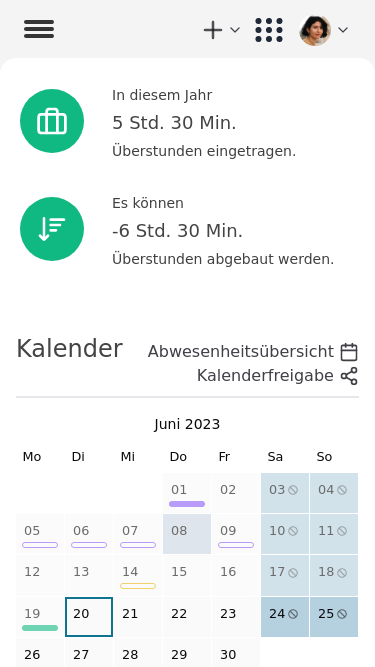 In diesem Jahr
5 Std. 30 Min.
Überstunden eingetragen.
Es können
-6 Std. 30 Min.
Überstunden abgebaut werden.
Kalender
Abwesenheitsübersicht
Kalenderfreigabe
Juni 2023
Mo Di Mi Do Fr Sa So
01 02 03 04
05 06 07 08 09 10 11
12 13 14 15 16 17 18
19 20 21 22 23 24 25
26 27 28 29 30